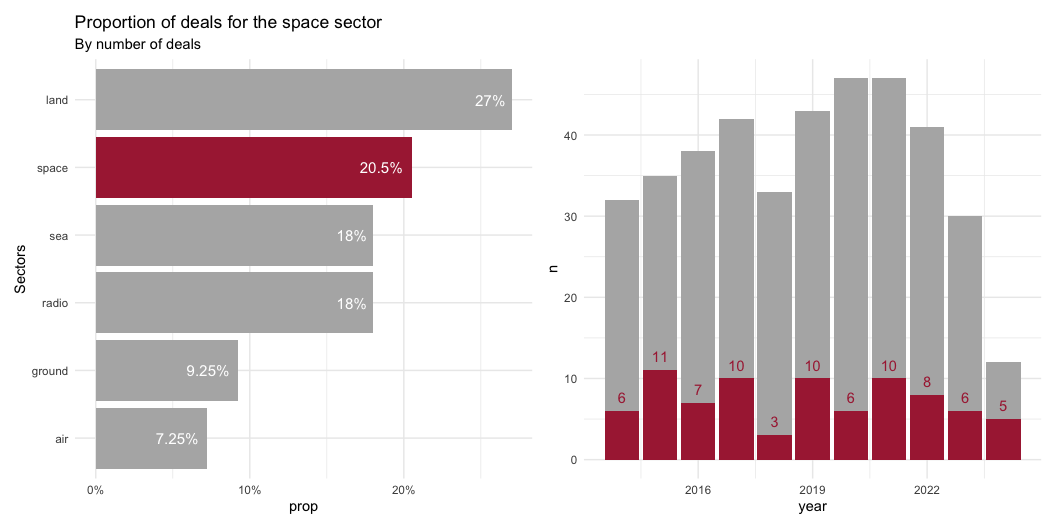 Proportion of deals for the space sector
By number of deals
Sectors
land
27%
space
20.5%
sea
18%
radio
18%
ground
9.25%
air
7.25%
0%
10%
20%
prop
n
40
30
20
10
0
6
11
7
10
3
10
6
10
8
6
5
2016
2019
2022
year